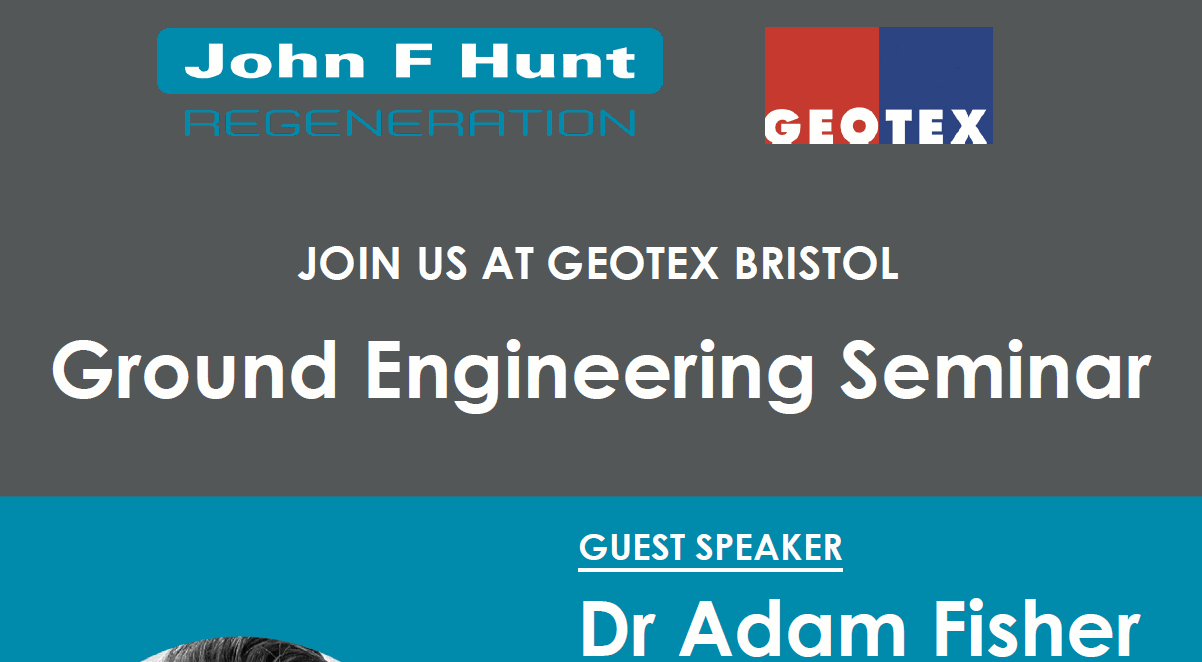 John F Hunt
REGENERATION
GEOTEX
JOIN US AT GEOTEX BRISTOL
Ground Engineering Seminar
GUEST SPEAKER
Dr Adam Fisher